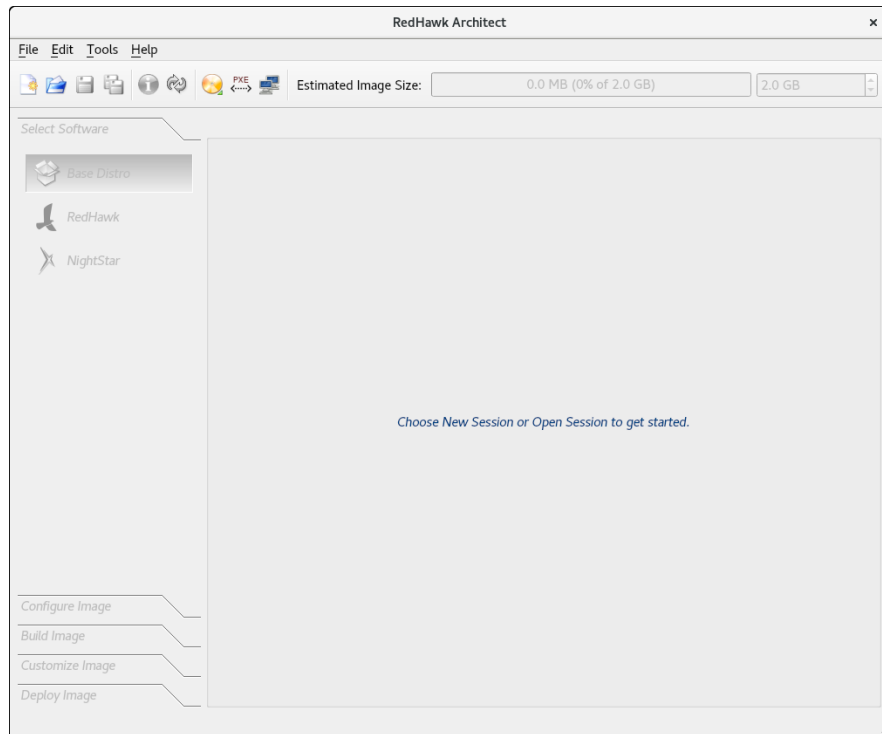 RedHawk Architect ×
File Edit Tools Help
PXE Estimated Image Size: 0.0 MB (0% of 2.0 GB) 2.0 GB
Select Software
Base Distro
RedHawk
NightStar
Choose New Session or Open Session to get started.
Configure Image
Build Image
Customize Image
Deploy Image